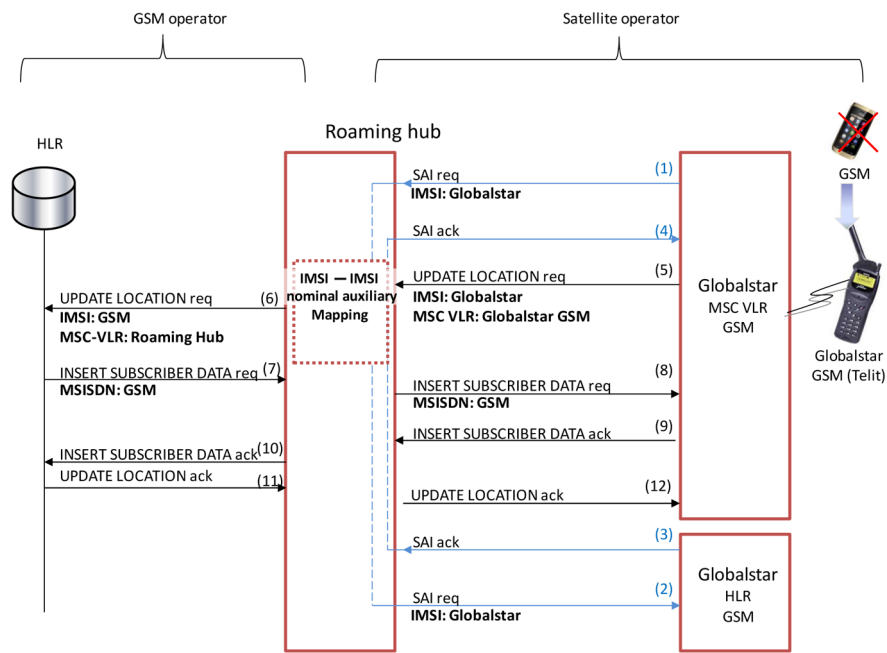 GSM operator
Satellite operator
Roaming hub
HLR
GSM
SAI req
(1)
IMSI: Globalstar
SAI ack
(4)
UPDATE LOCATION req
(5)
IMSI: Globalstar
MSC VLR: Globalstar GSM
IMSI — IMSI
nominal auxiliary
Mapping
UPDATE LOCATION req
(6)
IMSI: GSM
MSC-VLR: Roaming Hub
Globalstar
MSC VLR
GSM
Globalstar
GSM (Telit)
INSERT SUBSCRIBER DATA req
(7)
MSISDN: GSM
INSERT SUBSCRIBER DATA req
(8)
MSISDN: GSM
INSERT SUBSCRIBER DATA ack
(9)
INSERT SUBSCRIBER DATA ack
(10)
UPDATE LOCATION ack
(11)
UPDATE LOCATION ack
(12)
SAI ack
(3)
SAI req
(2)
IMSI: Globalstar
Globalstar
HLR
GSM